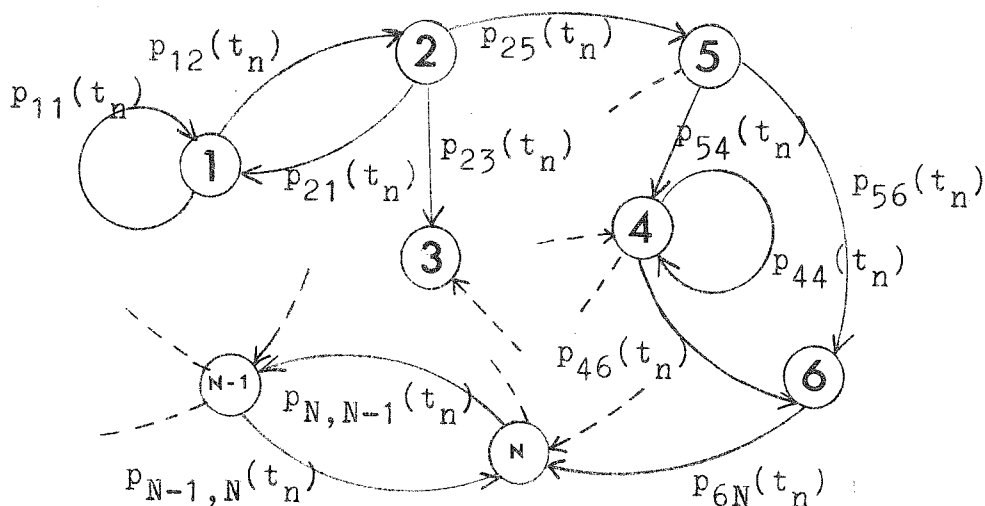 p12(tn)
2
p25(tn)
5
p11(tn)
1
p21(tn)
p23(tn)
p54(tn)
p56(tn)
4
3
p44(tn)
p46(tn)
6
N-1
pN,N-1(tn)
N
pN-1,N(tn)
p6N(tn)